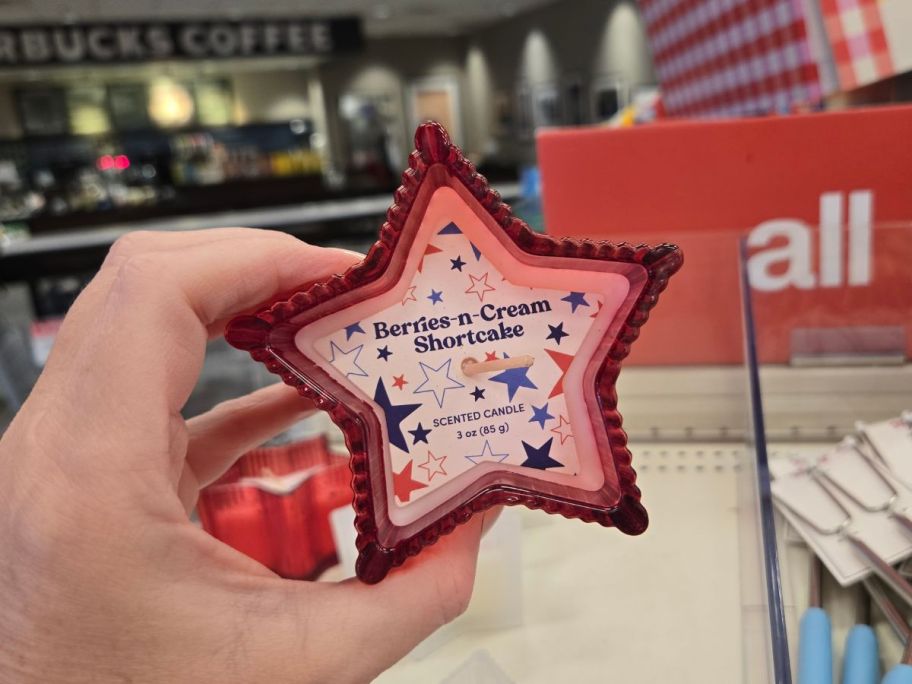 RBUCKS COFFEE
all
Berries-n-Cream
Shortcake
SCENTED CANDLE
3 oz (85 g)